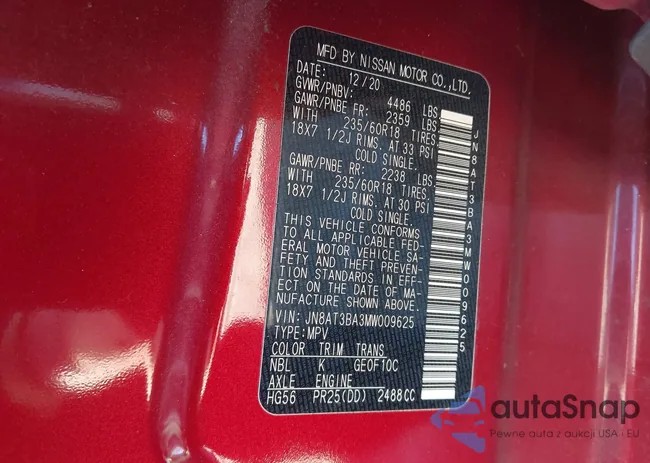 MFD BY NISSAN MOTOR CO.,LTD.
DATE: 12/20
GVWR/PNBV: 4486 LBS
GAWR/PNBE FR: 2359 LBS
WITH 235/60R18 TIRES,
18X7 1/2J RIMS. AT 33 PSI
COLD SINGLE.
GAWR/PNBE RR: 2238 LBS
WITH 235/60R18 TIRES,
18X7 1/2J RIMS. AT 30 PSI
COLD SINGLE.
THIS VEHICLE CONFORMS
TO ALL APPLICABLE FED-
ERAL MOTOR VEHICLE SA-
FETY AND THEFT PREVEN-
TION STANDARDS IN EFF-
ECT ON THE DATE OF MA-
NUFACTURE SHOWN ABOVE.
VIN: JN8AT3BA3MW009625
TYPE:MPV
COLOR TRIM TRANS
NBL K GE0F10C
AXLE ENGINE
HG56 PR25(DD) 2488CC
JN8AT3BA3MW009625
autaSnap
Pewne auta z aukcji USA i EU